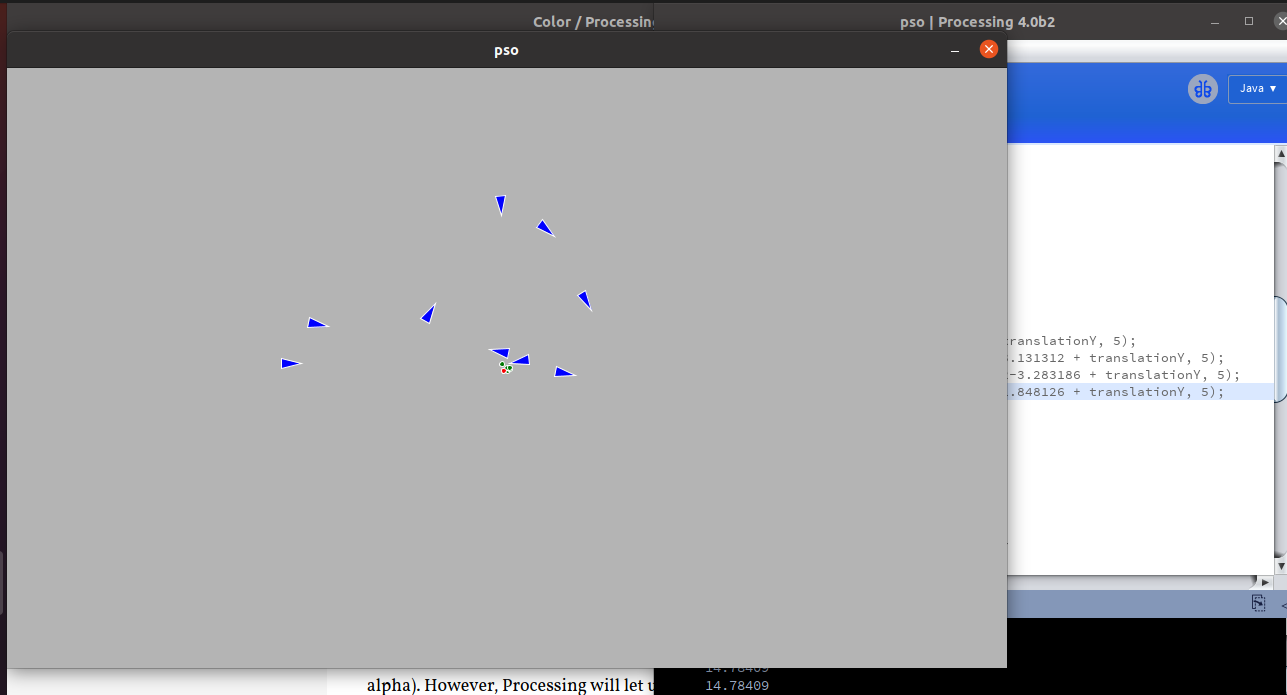 Color / Processing
pso | Processing 4.0b2
pso
Java ▾
ranslationY, 5);
.131312 + translationY, 5);
-3.283186 + translationY, 5);
.848126 + translationY, 5);
14.78409
14.78409
alpha). However, Processing will let u